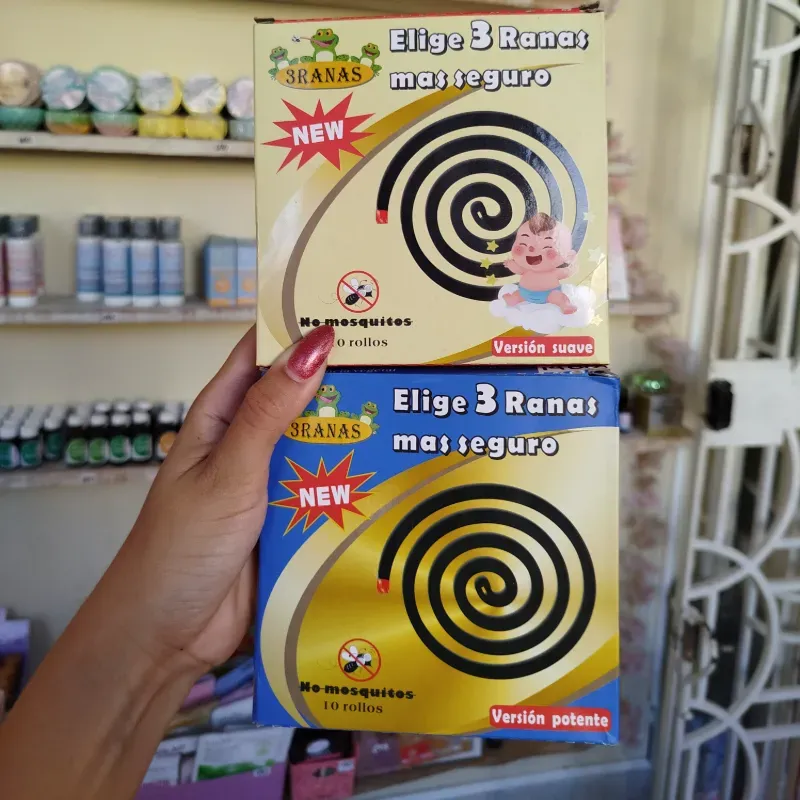 3RANAS
Elige 3 Ranas
mas seguro
NEW
No mosquitos
0 rollos
Versión suave
3RANAS
Elige 3 Ranas
mas seguro
NEW
No mosquitos
10 rollos
Versión potente